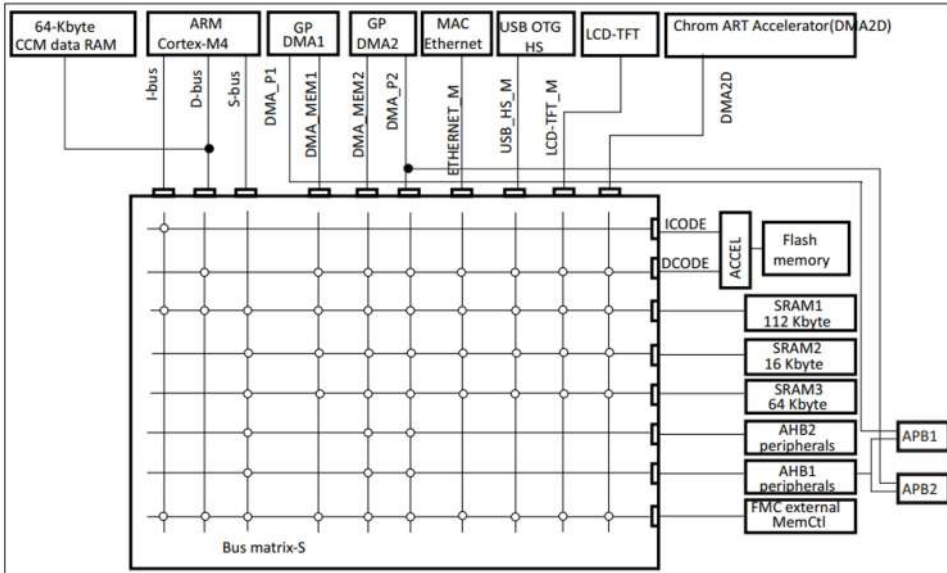 64-Kbyte
CCM data RAM
ARM
Cortex-M4
GP
DMA1
GP
DMA2
MAC
Ethernet
USB OTG
HS
LCD-TFT
Chrom ART Accelerator(DMA2D)
I-bus
D-bus
S-bus
DMA_P1
DMA_MEM1
DMA_MEM2
DMA_P2
ETHERNET_M
USB_HS_M
LCD-TFT_M
DMA2D
ICODE
DCODE
ACCEL
Flash
memory
SRAM1
112 Kbyte
SRAM2
16 Kbyte
SRAM3
64 Kbyte
AHB2
peripherals
AHB1
peripherals
FMC external
MemCtl
APB1
APB2
Bus matrix-S